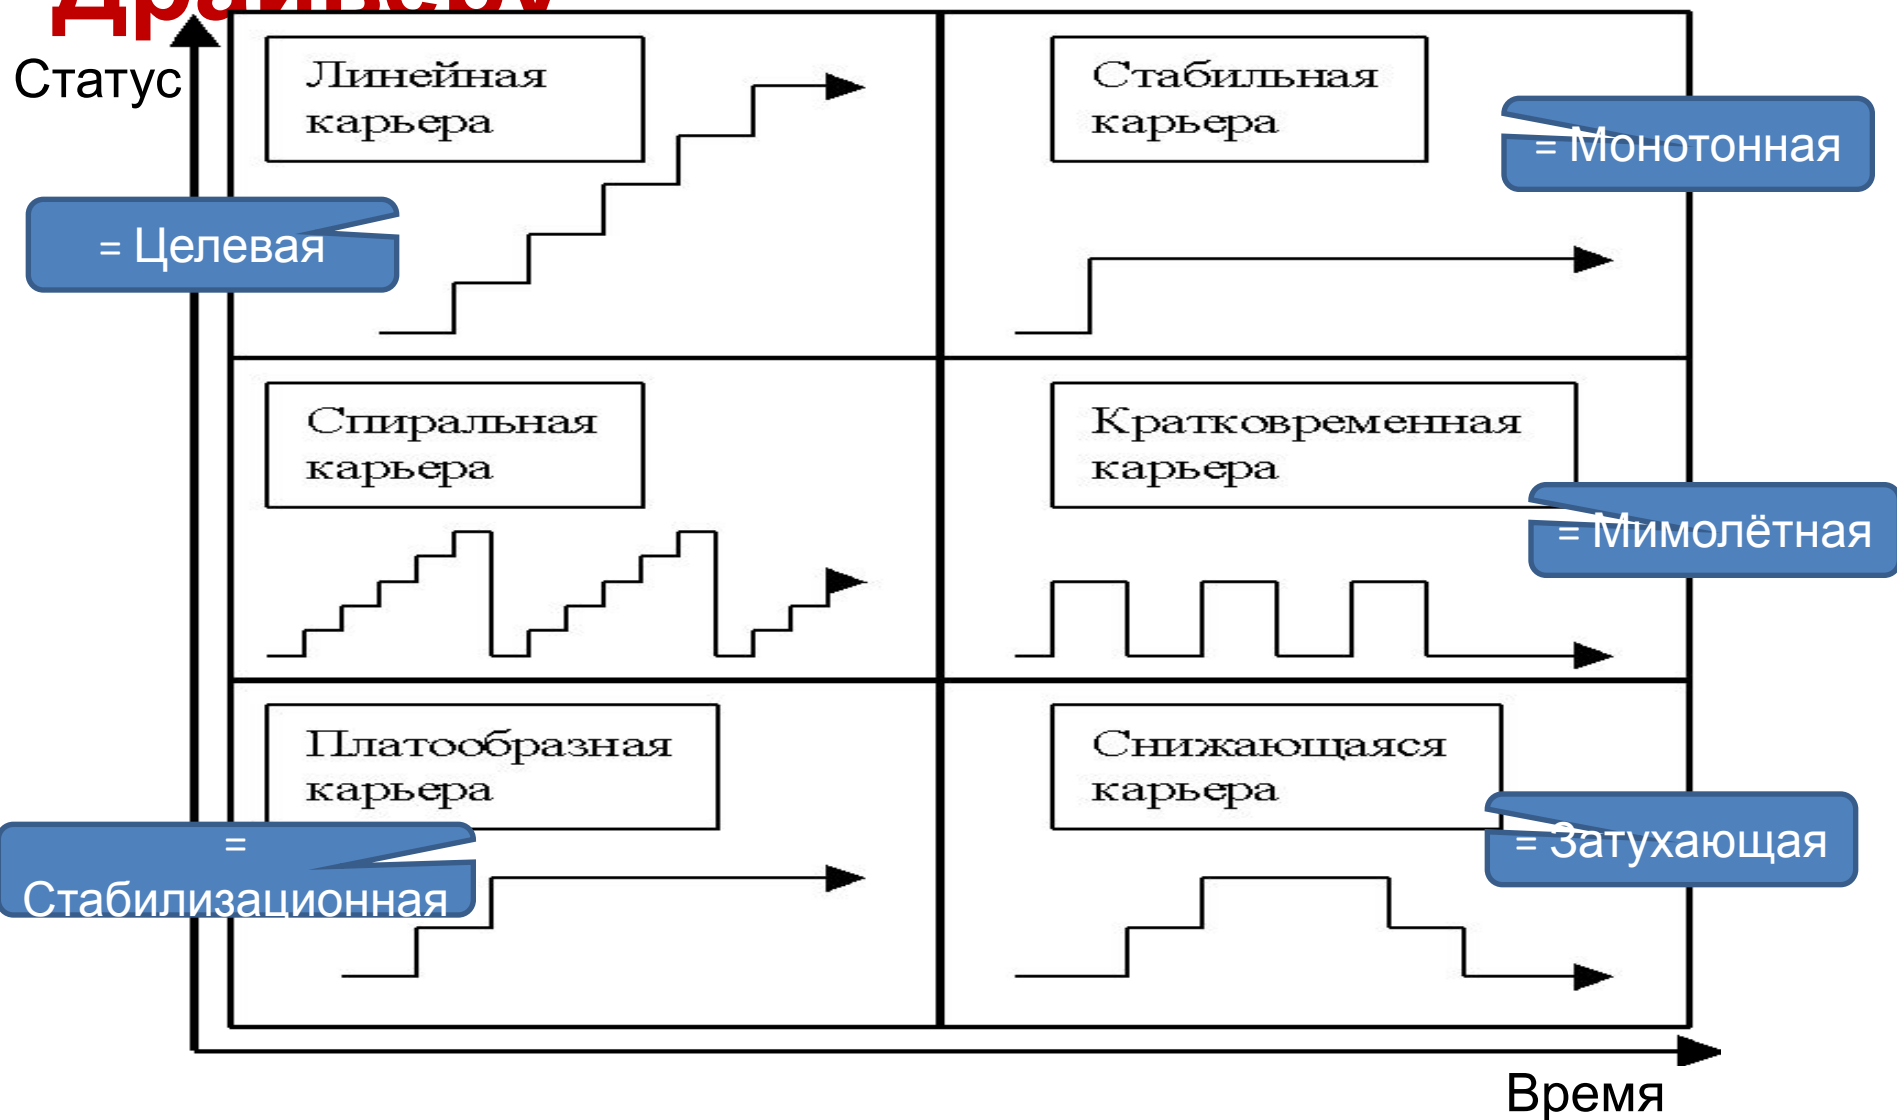 Драйверу
Статус
Линейная
карьера
= Целевая
Стабильная
карьера
= Монотонная
Спиральная
карьера
Кратковременная
карьера
= Мимолётная
Платообразная
карьера
=
Стабилизационная
Снижающаяся
карьера
= Затухающая
Время